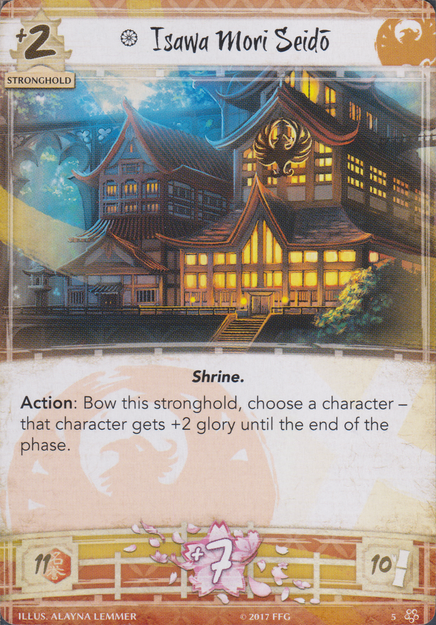 +2
Isawa Mori Seidō
STRONGHOLD
Shrine.
Action: Bow this stronghold, choose a character –
that character gets +2 glory until the end of the
phase.
+7
11
10
ILLUS. ALAYNA LEMMER © 2017 FFG 5